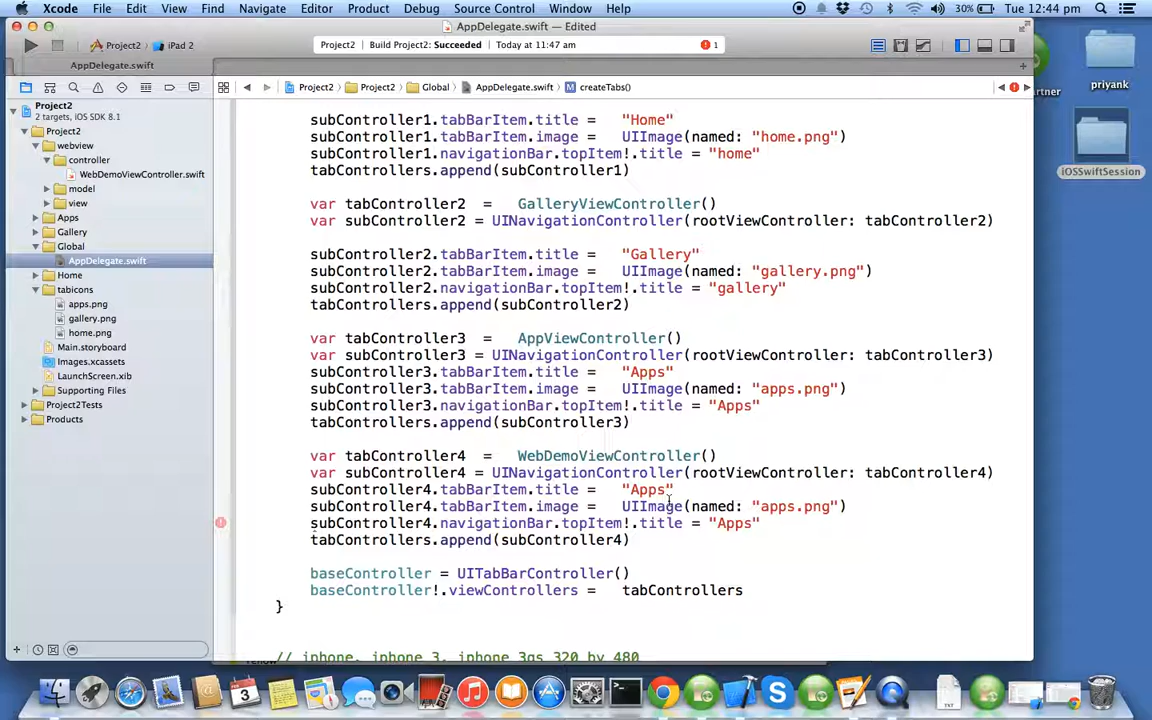 Xcode File Edit View Find Navigate Editor Product Debug Source Control Window Help 30% Tue 12:44 pm
AppDelegate.swift — Edited
Project2 iPad 2 Project2 Build Project2: Succeeded Today at 11:47 am 1
AppDelegate.swift
Project2 Project2 Global AppDelegate.swift createTabs()
Project2
2 targets, iOS SDK 8.1
Project2
webview
controller
WebDemoViewController.swift
model
view
Apps
Gallery
Global
AppDelegate.swift
Home
tabicons
apps.png
gallery.png
home.png
Main.storyboard
Images.xcassets
LaunchScreen.xib
Supporting Files
Project2Tests
Products
subController1.tabBarItem.title = "Home"
subController1.tabBarItem.image = UIImage(named: "home.png")
subController1.navigationBar.topItem!.title = "home"
tabControllers.append(subController1)
var tabController2 = GalleryViewController()
var subController2 = UINavigationController(rootViewController: tabController2)
subController2.tabBarItem.title = "Gallery"
subController2.tabBarItem.image = UIImage(named: "gallery.png")
subController2.navigationBar.topItem!.title = "gallery"
tabControllers.append(subController2)
var tabController3 = AppViewController()
var subController3 = UINavigationController(rootViewController: tabController3)
subController3.tabBarItem.title = "Apps"
subController3.tabBarItem.image = UIImage(named: "apps.png")
subController3.navigationBar.topItem!.title = "Apps"
tabControllers.append(subController3)
var tabController4 = WebDemoViewController()
var subController4 = UINavigationController(rootViewController: tabController4)
subController4.tabBarItem.title = "Apps"
subController4.tabBarItem.image = UIImage(named: "apps.png")
subController4.navigationBar.topItem!.title = "Apps"
tabControllers.append(subController4)
baseController = UITabBarController()
baseController!.viewControllers = tabControllers
}
// iphone, iphone 3, iphone 3gs 320 by 480
priyank
iOSSwiftSession